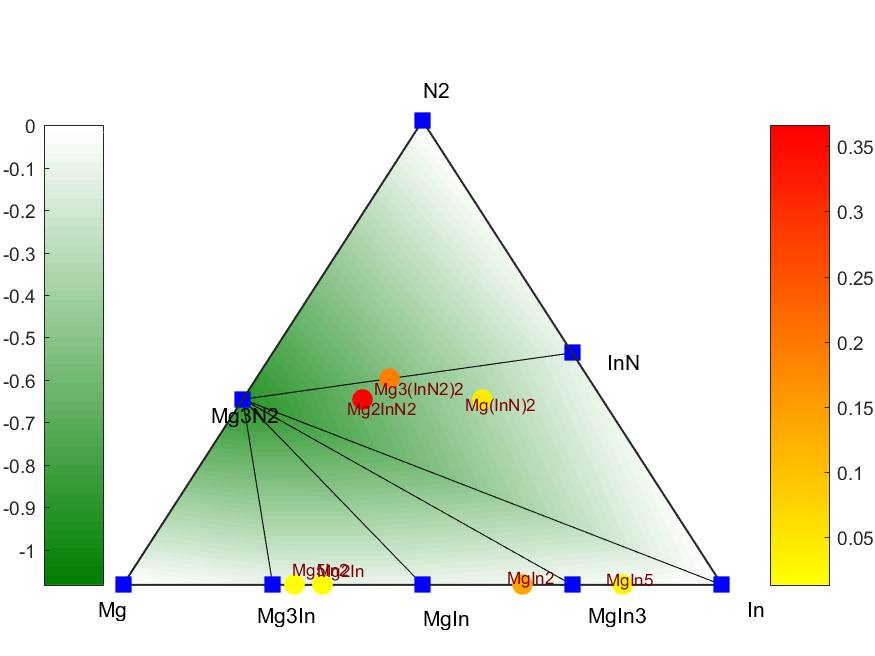 N2
0
-0.1
-0.2
-0.3
-0.4
-0.5
-0.6
-0.7
-0.8
-0.9
-1
0.35
0.3
0.25
0.2
0.15
0.1
0.05
InN
Mg3(InN2)2
Mg2InN2
Mg(InN)2
Mg3N2
Mg5In2
Mg2In
MgIn2
MgIn5
Mg
Mg3In
MgIn
MgIn3
In